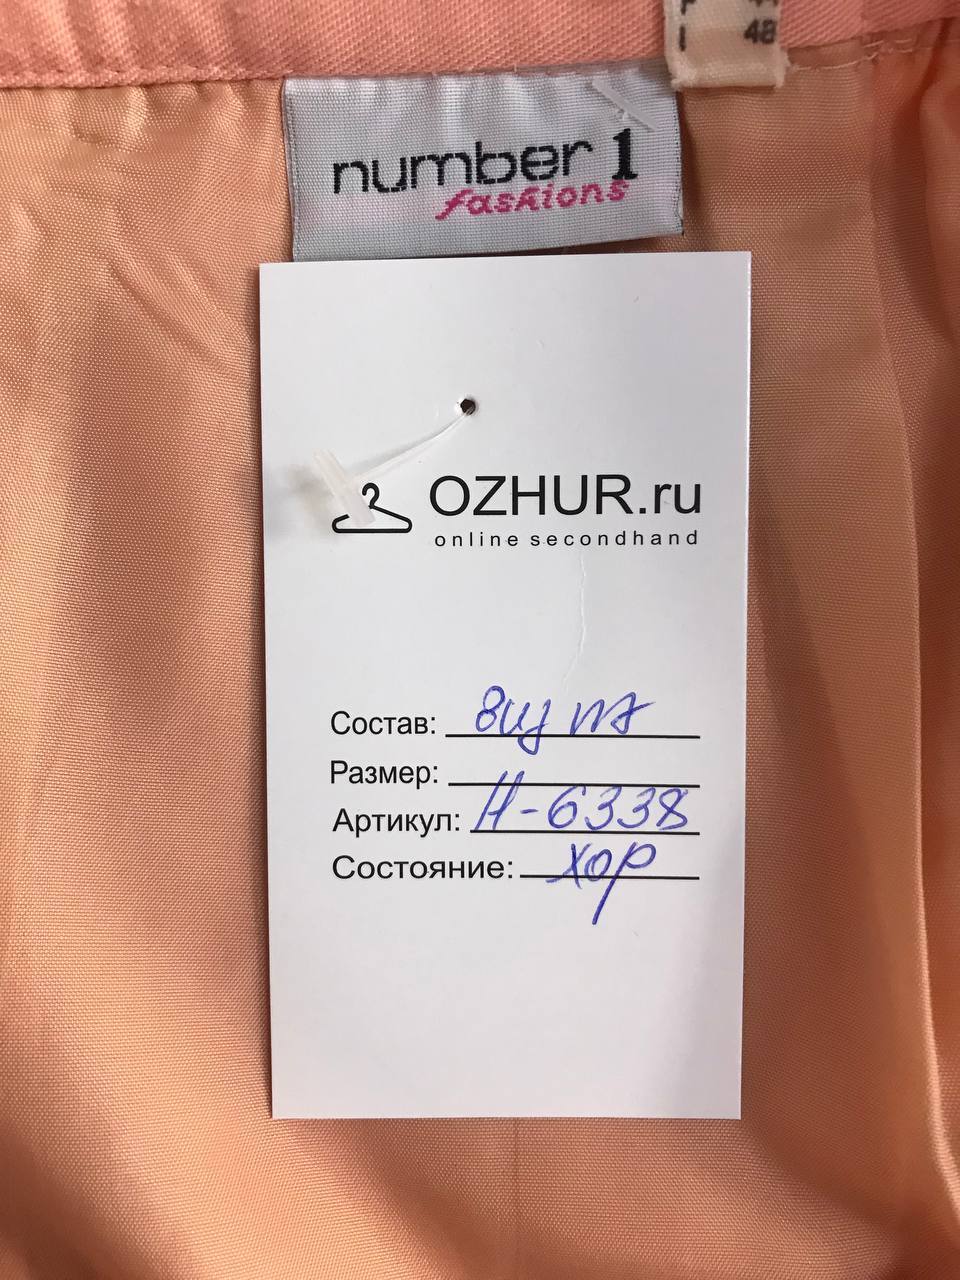 48
number 1
fashions
OZHUR.ru
online secondhand
Состав:
Размер:
Артикул: Н-6338
Состояние: хор